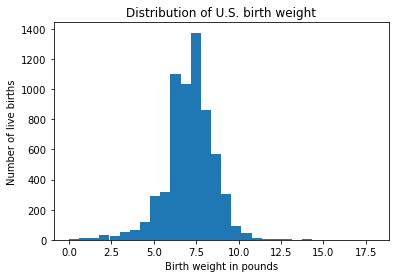 Distribution of U.S. birth weight
Number of live births
1400
1200
1000
800
600
400
200
0
0.0 2.5 5.0 7.5 10.0 12.5 15.0 17.5
Birth weight in pounds